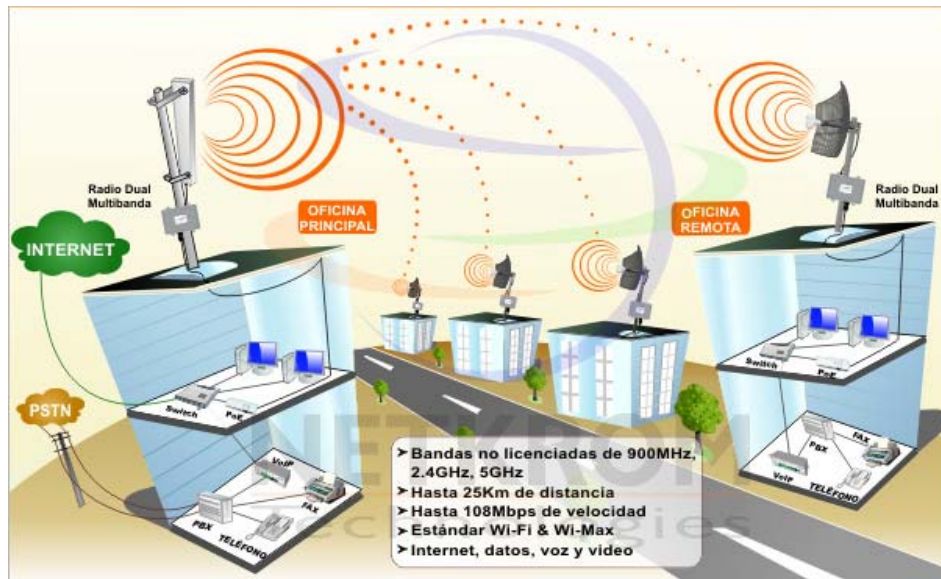 Radio Dual
Multibanda
OFICINA
PRINCIPAL
INTERNET
Switch
PoE
PSTN
VoIP
FAX
PBX
TELÉFONO
OFICINA
REMOTA
Radio Dual
Multibanda
Switch
PoE
FAX
PBX
VoIP
TELÉFONO
NETKROM
technologies
➤ Bandas no licenciadas de 900MHz,
2.4GHz, 5GHz
➤ Hasta 25Km de distancia
➤ Hasta 108Mbps de velocidad
➤ Estándar Wi-Fi & Wi-Max
➤ Internet, datos, voz y video